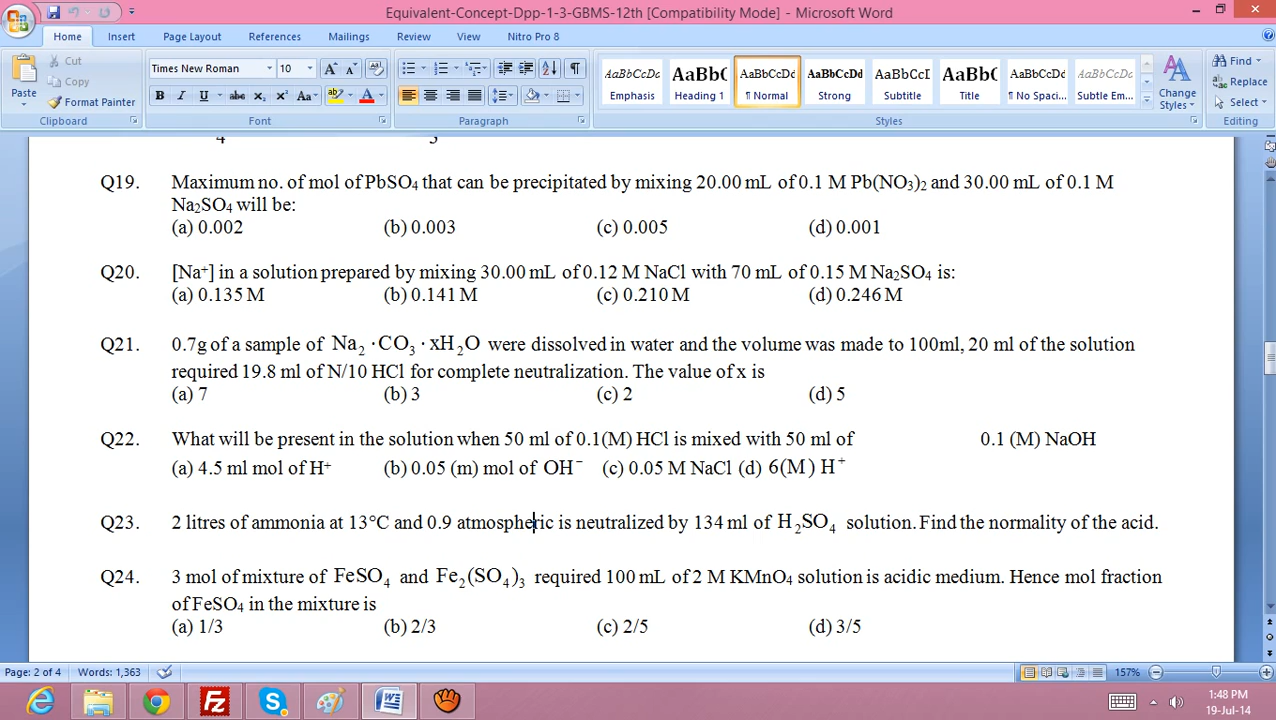 Equivalent-Concept-Dpp-1-3-GBMS-12th [Compatibility Mode] - Microsoft Word
Home Insert Page Layout References Mailings Review View Nitro Pro 8
Paste Cut Copy Format Painter Clipboard
Times New Roman 10 Font
Paragraph
AaBbCcDc Emphasis AaBbC Heading 1 AaBbCcDd ¶ Normal AaBbCcDd Strong AaBbCcI Subtitle AaBbC Title AaBbCcDd ¶ No Spaci... AaBbCcDd Subtle Em...
Change Styles Styles
Find Replace Select Editing
4 3
Q19. Maximum no. of mol of PbSO₄ that can be precipitated by mixing 20.00 mL of 0.1 M Pb(NO₃)₂ and 30.00 mL of 0.1 M
Na₂SO₄ will be:
(a) 0.002 (b) 0.003 (c) 0.005 (d) 0.001
Q20. [Na⁺] in a solution prepared by mixing 30.00 mL of 0.12 M NaCl with 70 mL of 0.15 M Na₂SO₄ is:
(a) 0.135 M (b) 0.141 M (c) 0.210 M (d) 0.246 M
Q21. 0.7g of a sample of Na₂·CO₃·xH₂O were dissolved in water and the volume was made to 100ml, 20 ml of the solution
required 19.8 ml of N/10 HCl for complete neutralization. The value of x is
(a) 7 (b) 3 (c) 2 (d) 5
Q22. What will be present in the solution when 50 ml of 0.1(M) HCl is mixed with 50 ml of 0.1 (M) NaOH
(a) 4.5 ml mol of H⁺ (b) 0.05 (m) mol of OH⁻ (c) 0.05 M NaCl (d) 6(M) H⁺
Q23. 2 litres of ammonia at 13°C and 0.9 atmospheric is neutralized by 134 ml of H₂SO₄ solution. Find the normality of the acid.
Q24. 3 mol of mixture of FeSO₄ and Fe₂(SO₄)₃ required 100 mL of 2 M KMnO₄ solution is acidic medium. Hence mol fraction
of FeSO₄ in the mixture is
(a) 1/3 (b) 2/3 (c) 2/5 (d) 3/5
Page: 2 of 4 Words: 1,363 157%
1:48 PM
19-Jul-14